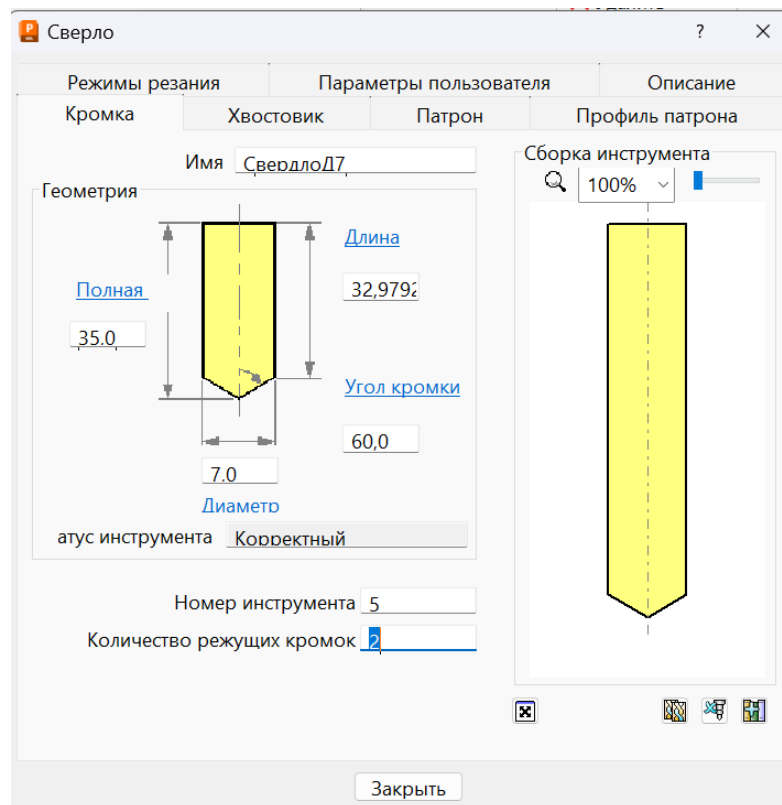 Сверло
?
Режимы резания
Параметры пользователя
Описание
Кромка
Хвостовик
Патрон
Профиль патрона
Имя СвердлоД7
Сборка инструмента
100%
Геометрия
Длина
32,9792
Полная
35,0
Угол кромки
60,0
7,0
Диаметр
атус инструмента Корректный
Номер инструмента 5
Количество режущих кромок 2
Закрыть